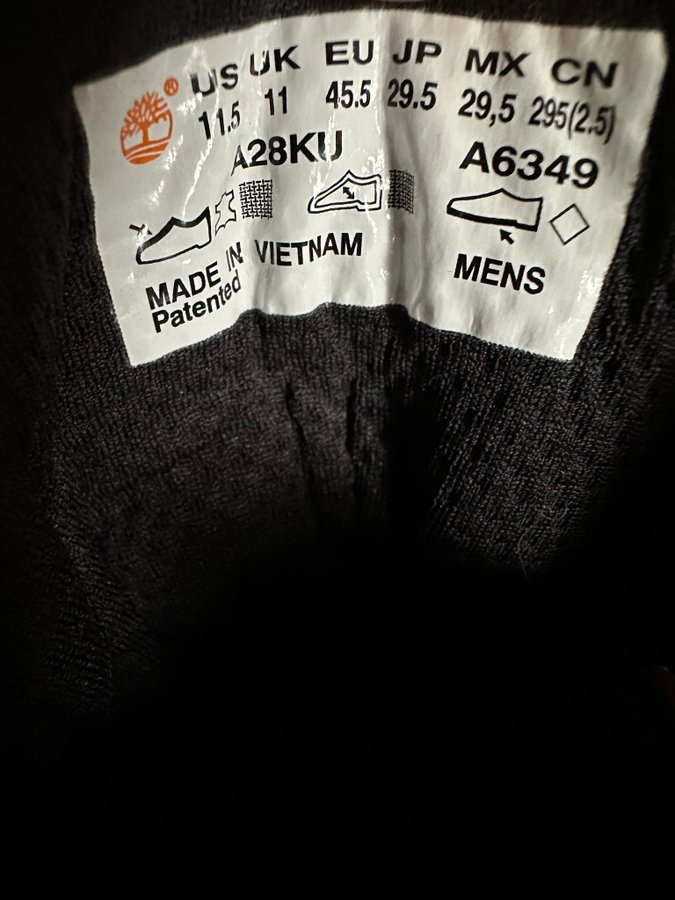 ® US UK EU JP MX CN
11.5 11 45.5 29.5 29,5 295(2.5)
A28KU A6349
MADE IN VIETNAM MENS
Patented